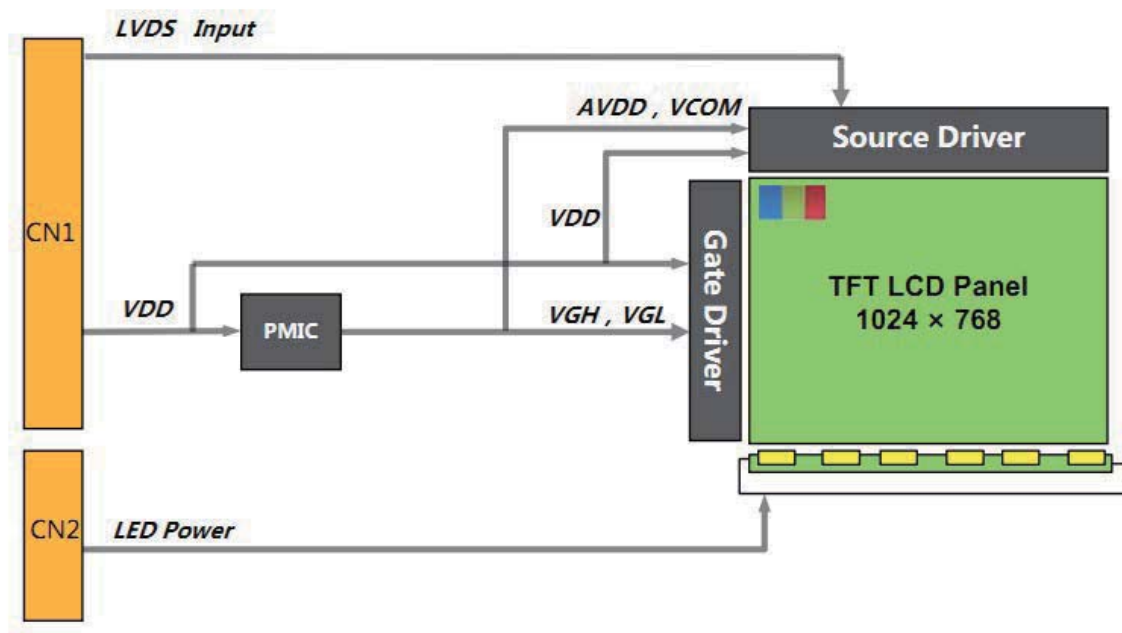 LVDS Input
AVDD , VCOM
Source Driver
CN1
VDD
Gate Driver
TFT LCD Panel
1024 × 768
VDD
PMIC
VGH , VGL
CN2
LED Power